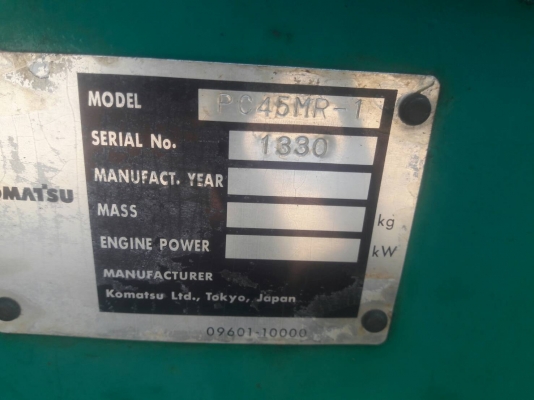 MODEL PC45MR-1
SERIAL No. 1330
MANUFACT. YEAR
OMATSU
MASS kg
ENGINE POWER kW
MANUFACTURER
Komatsu Ltd., Tokyo, Japan
09601-10000